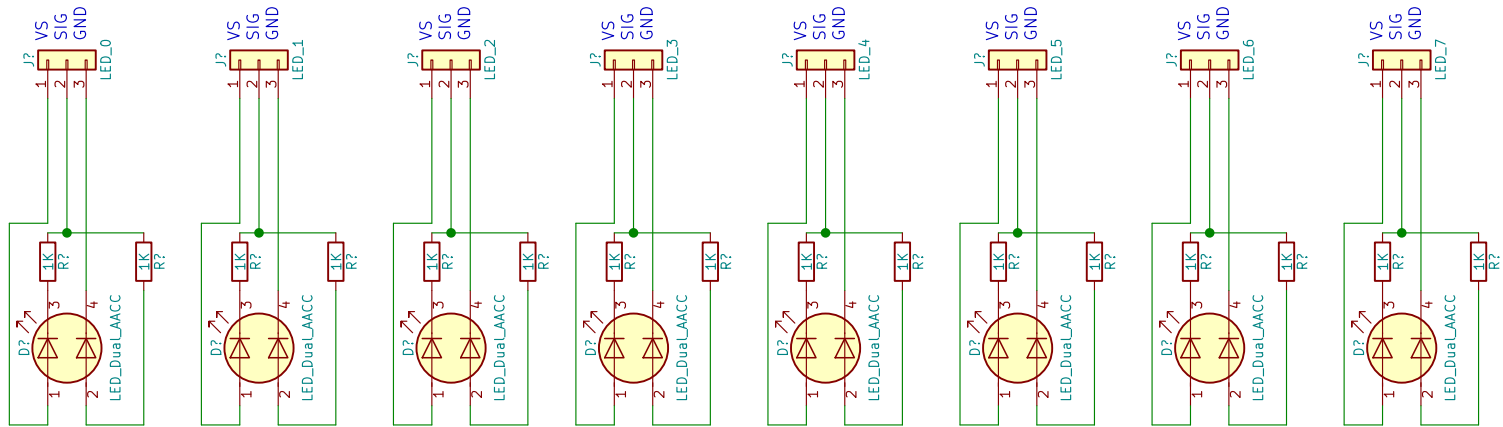 VS SIG GND VS SIG GND VS SIG GND VS SIG GND VS SIG GND VS SIG GND VS SIG GND VS SIG GND
J? LED_0 J? LED_1 J? LED_2 J? LED_3 J? LED_4 J? LED_5 J? LED_6 J? LED_7
1 2 3 1 2 3 1 2 3 1 2 3 1 2 3 1 2 3 1 2 3 1 2 3
1K R? 1K R? 1K R? 1K R? 1K R? 1K R? 1K R? 1K R? 1K R? 1K R? 1K R? 1K R? 1K R? 1K R? 1K R? 1K R?
3 4 3 4 3 4 3 4 3 4 3 4 3 4 3 4
D? LED_Dual_AACC D? LED_Dual_AACC D? LED_Dual_AACC D? LED_Dual_AACC D? LED_Dual_AACC D? LED_Dual_AACC D? LED_Dual_AACC D? LED_Dual_AACC
1 2 1 2 1 2 1 2 1 2 1 2 1 2 1 2